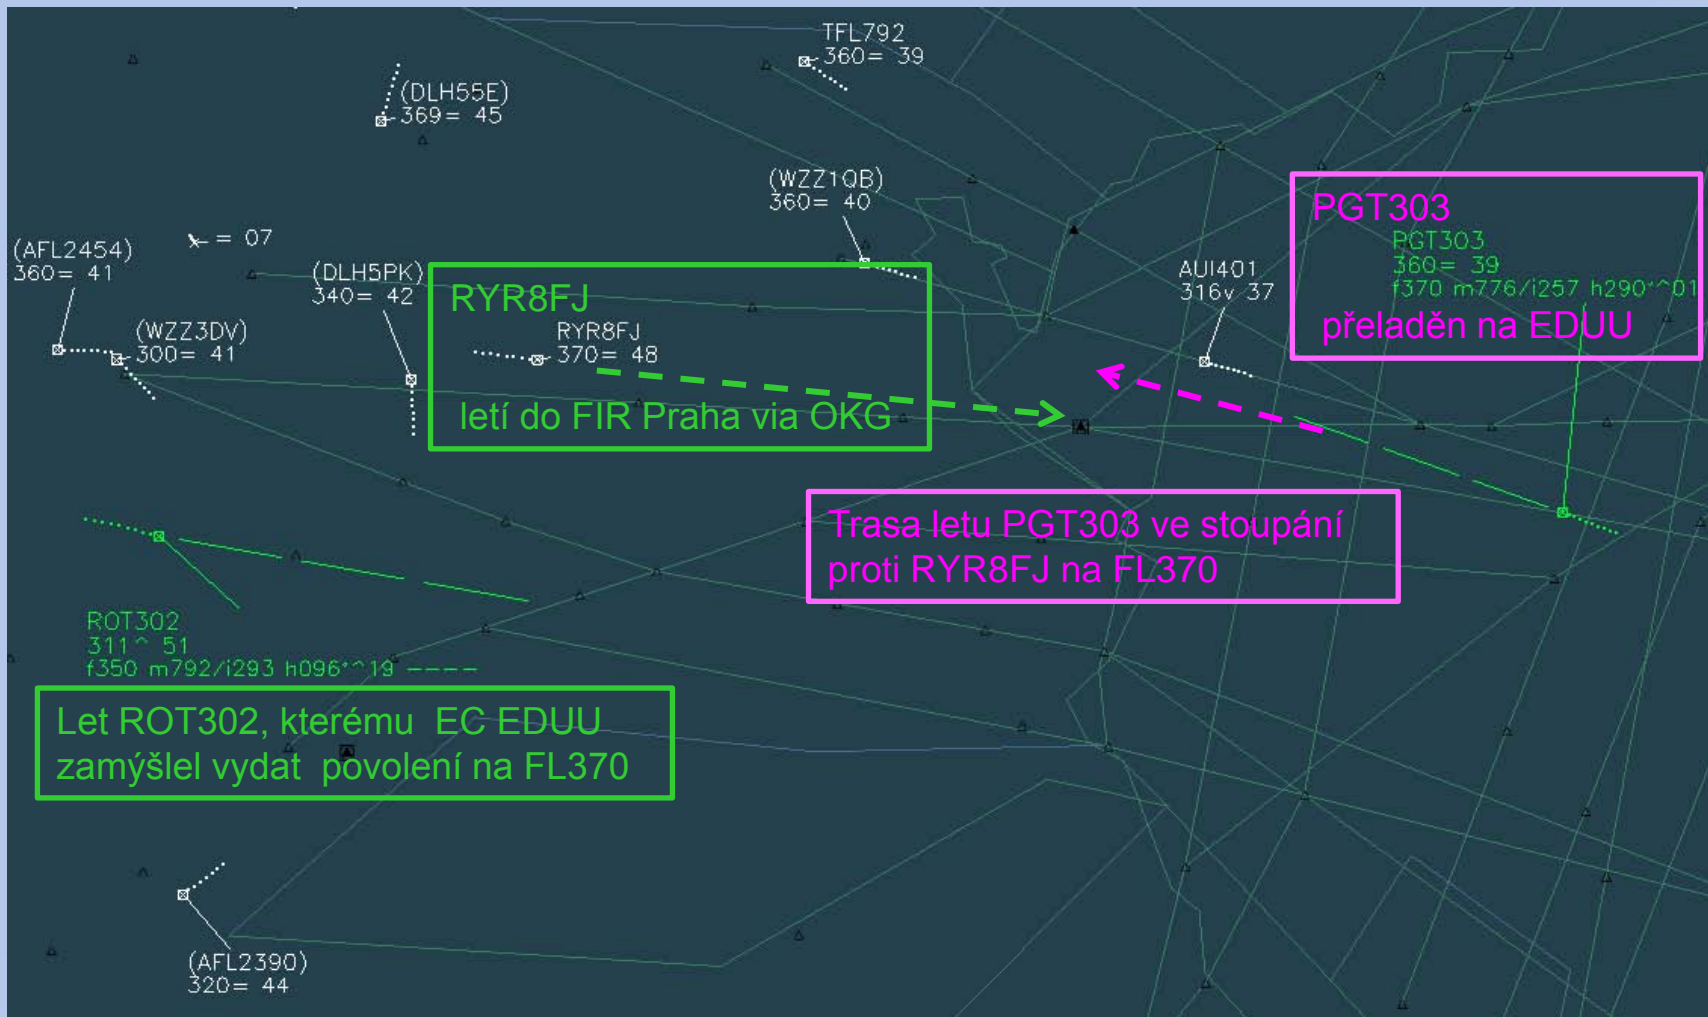 TFL792
360= 39
(DLH55E)
369= 45
(WZZ1QB)
360= 40
PGT303
PGT303
360= 39
f370 m776/i257 h290*^01
přeladěn na EDUU
(AFL2454)
360= 41
= 07
(DLH5PK)
340= 42
RYR8FJ
RYR8FJ
370= 48
letí do FIR Praha via OKG
AUI401
316v 37
(WZZ3DV)
300= 41
Trasa letu PGT303 ve stoupání
proti RYR8FJ na FL370
ROT302
311^ 51
f350 m792/i293 h096*^19 ----
Let ROT302, kterému EC EDUU
zamýšlel vydat povolení na FL370
(AFL2390)
320= 44